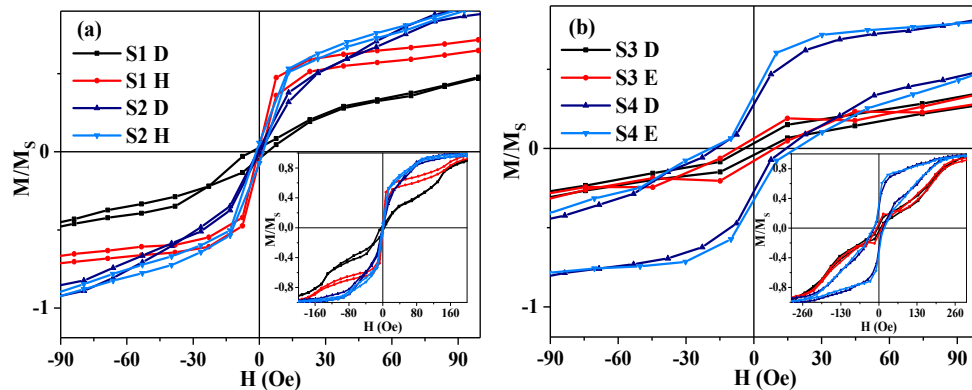 (a)
S1 D
S1 H
S2 D
S2 H
M/M_S
0
-1
-90 -60 -30 0 30 60 90
H (Oe)
M/M_S
0.8
0.4
0.0
-0.4
-0.8
-160 -80 0 80 160
H (Oe)
(b)
S3 D
S3 E
S4 D
S4 E
M/M_S
0
-1
-90 -60 -30 0 30 60 90
H (Oe)
M/M_S
0.8
0.4
0.0
-0.4
-0.8
-260 -130 0 130 260
H (Oe)